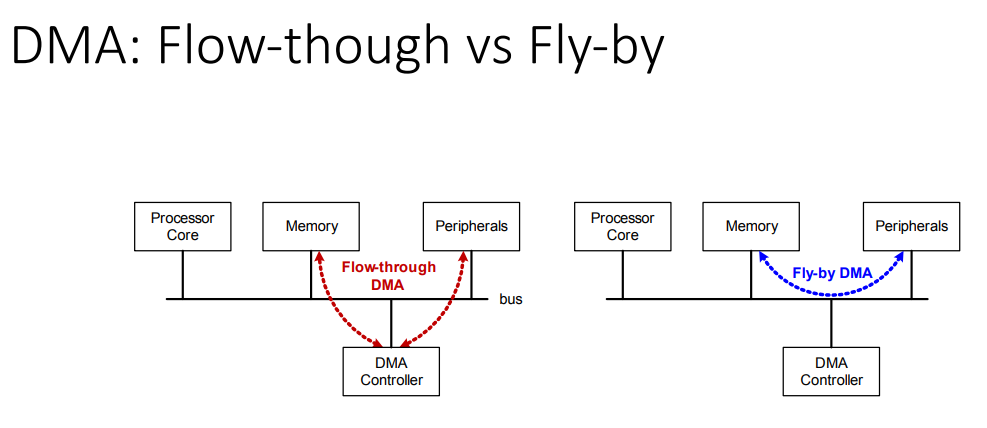 DMA: Flow-though vs Fly-by
Processor
Core
Memory
Peripherals
Flow-through
DMA
bus
DMA
Controller
Processor
Core
Memory
Peripherals
Fly-by DMA
DMA
Controller